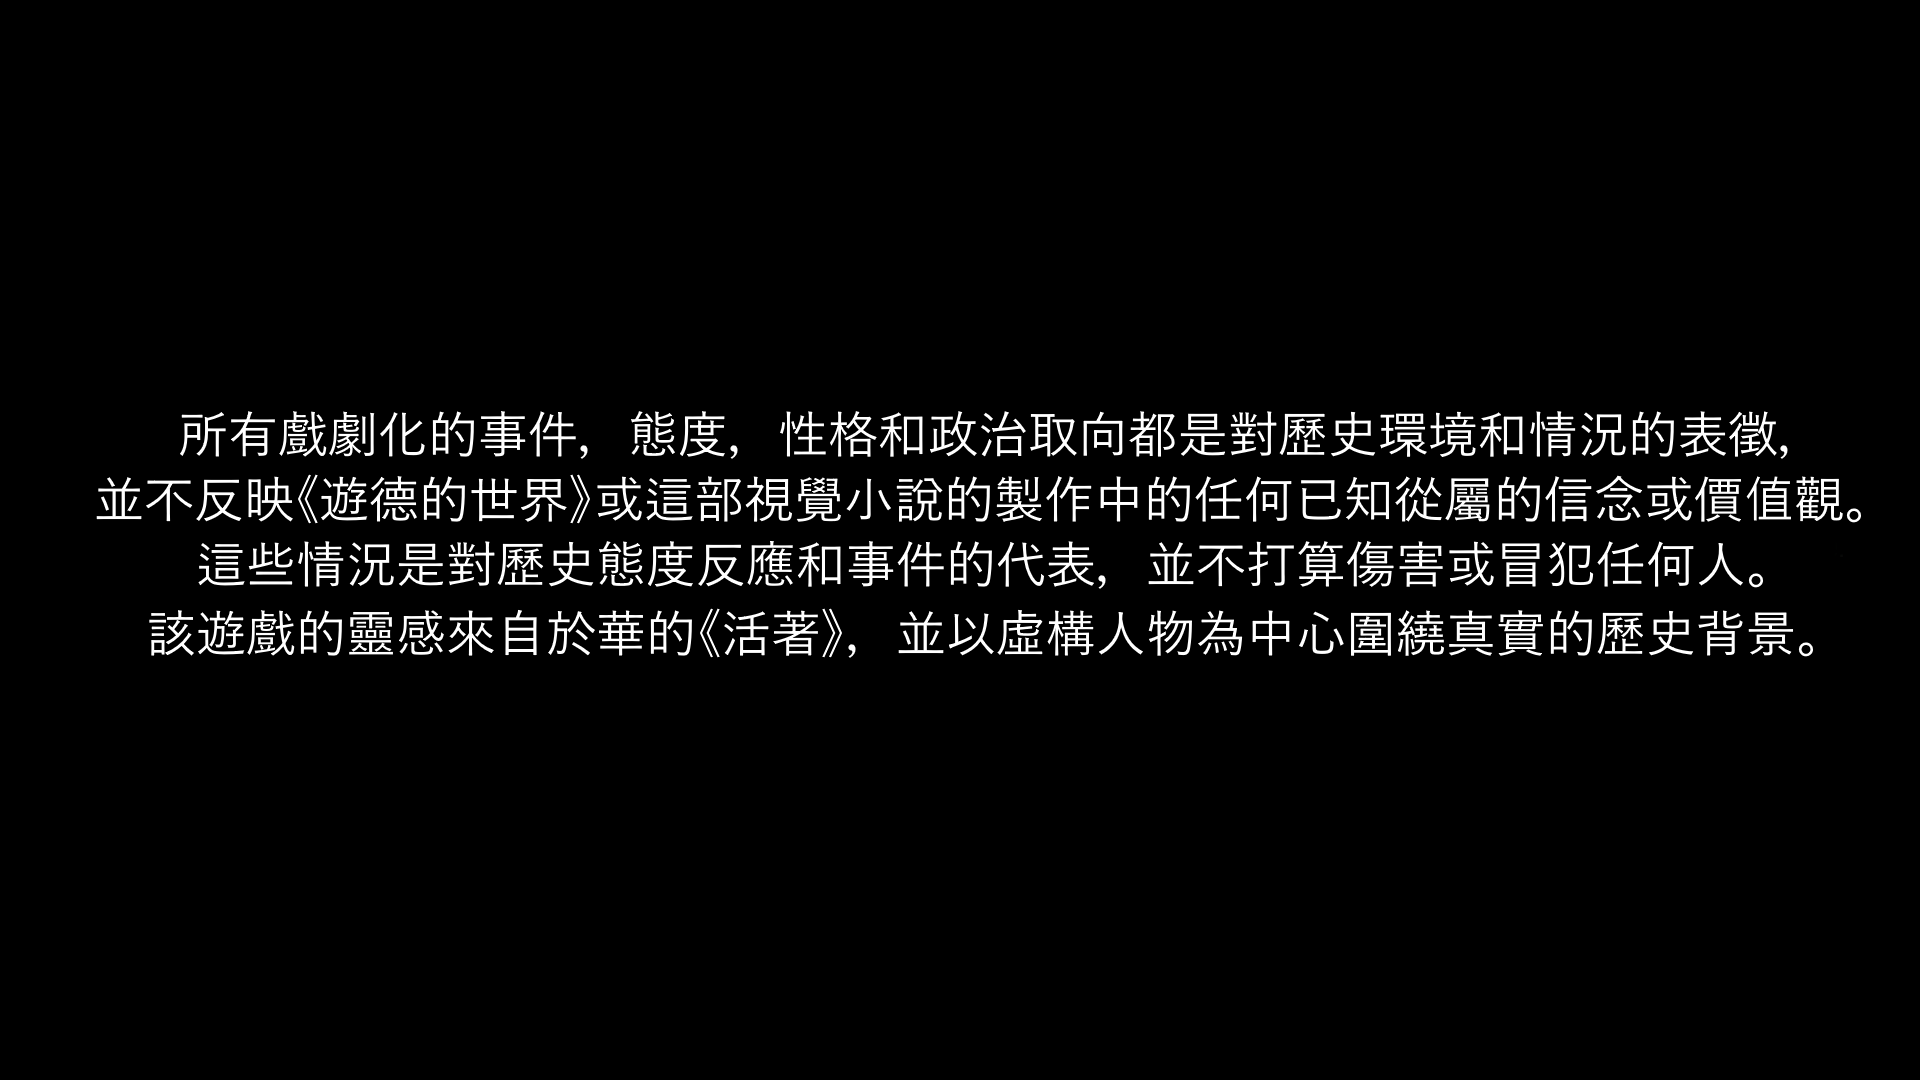 所有戲劇化的事件，態度，性格和政治取向都是對歷史環境和情況的表徵，
並不反映《遊德的世界》或這部視覺小說的製作中的任何已知從屬的信念或價值觀。
這些情況是對歷史態度反應和事件的代表，並不打算傷害或冒犯任何人。
該遊戲的靈感來自於華的《活著》，並以虛構人物為中心圍繞真實的歷史背景。